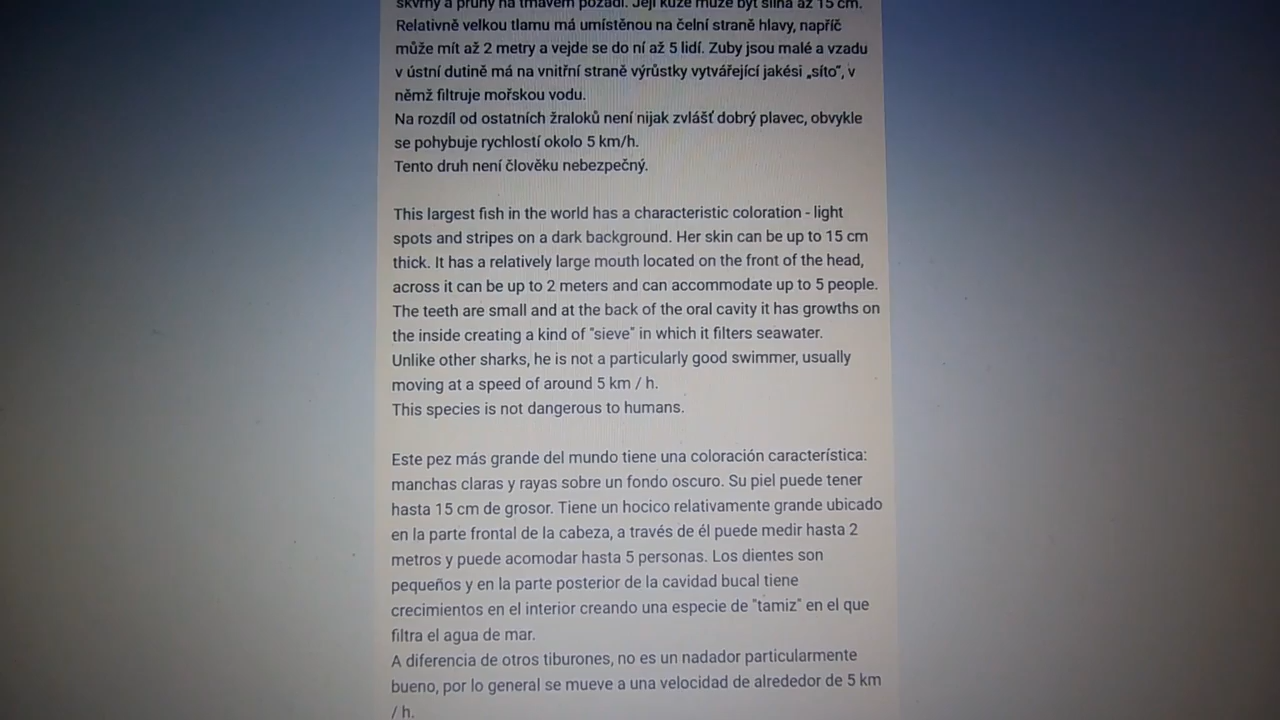 skvrny a pruhy na tmavém pozadí. Její kůže může být silná až 15 cm.
Relativně velkou tlamu má umístěnou na čelní straně hlavy, napříč
může mít až 2 metry a vejde se do ní až 5 lidí. Zuby jsou malé a vzadu
v ústní dutině má na vnitřní straně výrůstky vytvářející jakési „síto“, v
němž filtruje mořskou vodu.
Na rozdíl od ostatních žraloků není nijak zvlášť dobrý plavec, obvykle
se pohybuje rychlostí okolo 5 km/h.
Tento druh není člověku nebezpečný.
This largest fish in the world has a characteristic coloration - light
spots and stripes on a dark background. Her skin can be up to 15 cm
thick. It has a relatively large mouth located on the front of the head,
across it can be up to 2 meters and can accommodate up to 5 people.
The teeth are small and at the back of the oral cavity it has growths on
the inside creating a kind of "sieve" in which it filters seawater.
Unlike other sharks, he is not a particularly good swimmer, usually
moving at a speed of around 5 km / h.
This species is not dangerous to humans.
Este pez más grande del mundo tiene una coloración característica:
manchas claras y rayas sobre un fondo oscuro. Su piel puede tener
hasta 15 cm de grosor. Tiene un hocico relativamente grande ubicado
en la parte frontal de la cabeza, a través de él puede medir hasta 2
metros y puede acomodar hasta 5 personas. Los dientes son
pequeños y en la parte posterior de la cavidad bucal tiene
crecimientos en el interior creando una especie de "tamiz" en el que
filtra el agua de mar.
A diferencia de otros tiburones, no es un nadador particularmente
bueno, por lo general se mueve a una velocidad de alrededor de 5 km
/ h.